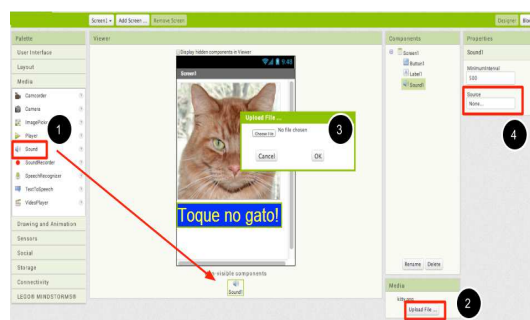 Screen1
Add Screen ...
Remove Screen
Designer
Palette
Viewer
Components
Properties
User Interface
Layout
Media
Camcorder
Camera
ImagePicker
Player
Sound
SoundRecorder
SpeechRecognizer
TextToSpeech
VideoPlayer
Drawing and Animation
Sensors
Social
Storage
Connectivity
LEGO® MINDSTORMS®
1
Display hidden components in Viewer
9:48
Screen1
Upload File ...
Choose File No file chosen
Cancel OK
3
Toque no gato!
visible components
Sound1
Screen1
Button1
Label1
Sound1
Rename Delete
Media
Upload File ...
2
Sound1
MinimumInterval
500
Source
None...
4